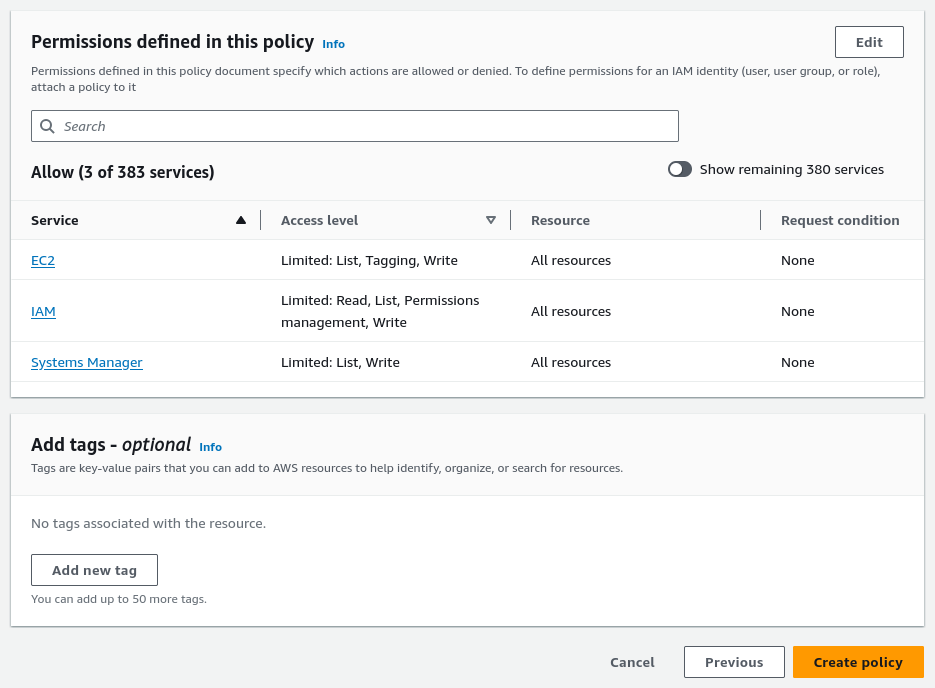 Permissions defined in this policy Info
Edit
Permissions defined in this policy document specify which actions are allowed or denied. To define permissions for an IAM identity (user, user group, or role),
attach a policy to it
Search
Allow (3 of 383 services)
Show remaining 380 services
Service
Access level
Resource
Request condition
EC2
Limited: List, Tagging, Write
All resources
None
IAM
Limited: Read, List, Permissions
management, Write
All resources
None
Systems Manager
Limited: List, Write
All resources
None
Add tags - optional Info
Tags are key-value pairs that you can add to AWS resources to help identify, organize, or search for resources.
No tags associated with the resource.
Add new tag
You can add up to 50 more tags.
Cancel
Previous
Create policy